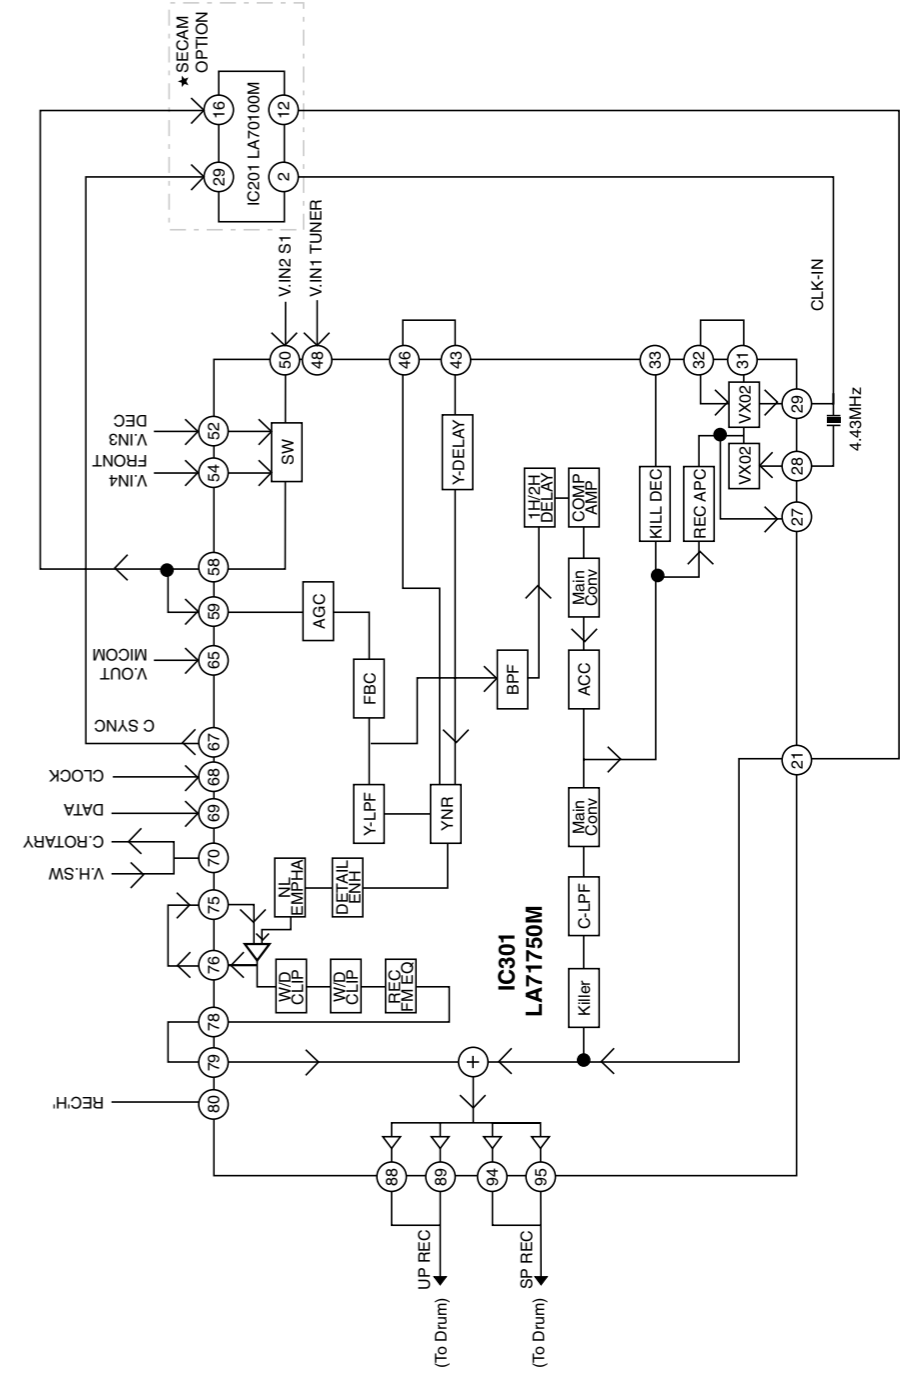 ★ SECAM
OPTION
16
12
IC201 LA70100M
29
2
V.IN2 S1
V.IN1 TUNER
CLK-IN
50
48
46
43
33
32
31
29
4.43MHz
28
27
V.IN3
DEC
52
V.IN4
FRONT
54
SW
Y-DELAY
1H/2H
DELAY
COMP
AMP
KILL DEC
REC APC
VX02
VX02
58
59
AGC
Main
Conv
V.OUT
MICOM
65
FBC
BPF
ACC
C SYNC
67
CLOCK
68
DATA
69
Y-LPF
YNR
Main
Conv
21
C.ROTARY
V.H.SW
70
75
NL
EMPHA
DETAIL
ENH
C-LPF
IC301
LA71750M
76
W/D
CLIP
W/D
CLIP
REC
FM EQ
Killer
78
79
+
REC'H'
80
88
89
94
95
UP REC
(To Drum)
SP REC
(To Drum)